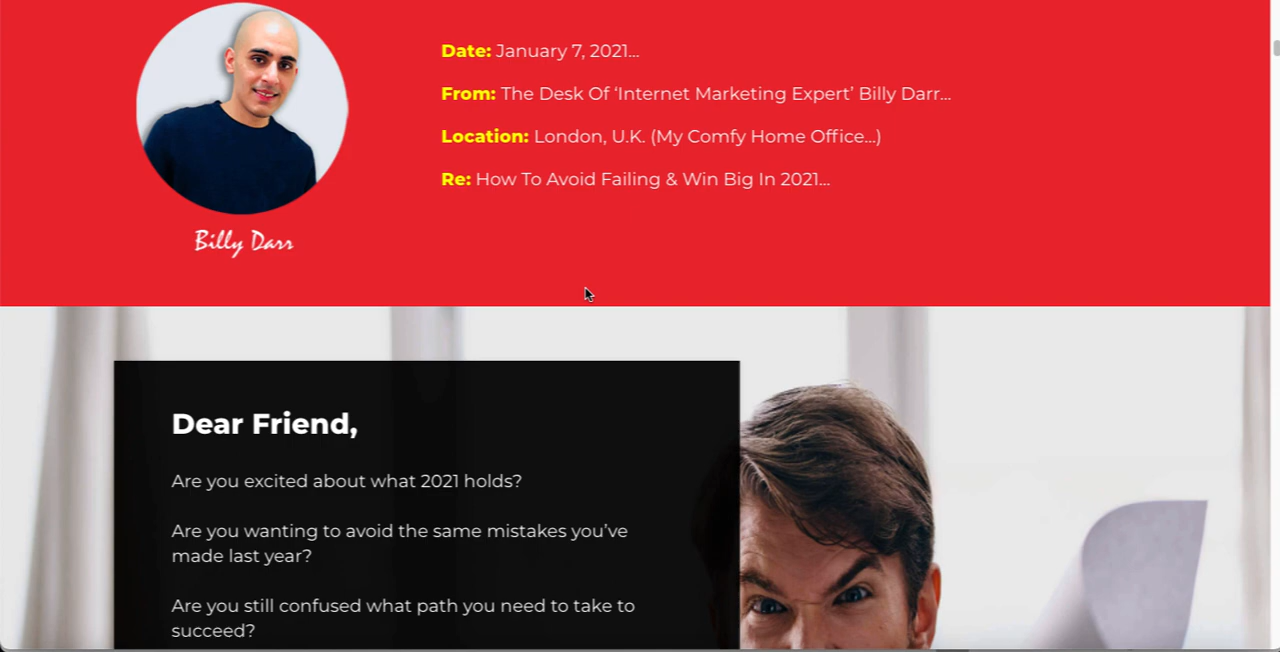 Date: January 7, 2021...
From: The Desk Of ‘Internet Marketing Expert’ Billy Darr...
Location: London, U.K. (My Comfy Home Office...)
Re: How To Avoid Failing & Win Big In 2021...
Billy Darr
Dear Friend,
Are you excited about what 2021 holds?
Are you wanting to avoid the same mistakes you’ve
made last year?
Are you still confused what path you need to take to
succeed?